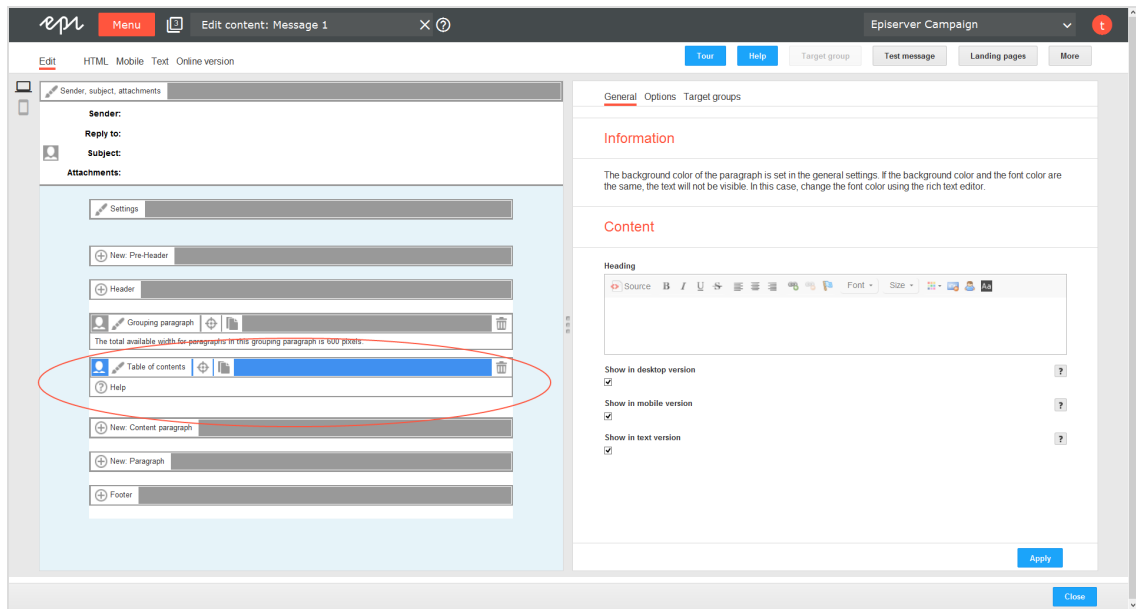 epi Menu 3 Edit content: Message 1 Episerver Campaign t
Edit HTML Mobile Text Online version Tour Help Target group Test message Landing pages More
Sender, subject, attachments
Sender:
Reply to:
Subject:
Attachments:
Settings
New: Pre-Header
Header
Grouping paragraph
The total available width for paragraphs in this grouping paragraph is 600 pixels.
Table of contents
? Help
New: Content paragraph
New: Paragraph
Footer
General Options Target groups
Information
The background color of the paragraph is set in the general settings. If the background color and the font color are
the same, the text will not be visible. In this case, change the font color using the rich text editor.
Content
Heading
Source B I U S Font Size Aa
Show in desktop version ?
Show in mobile version ?
Show in text version ?
Apply
Close